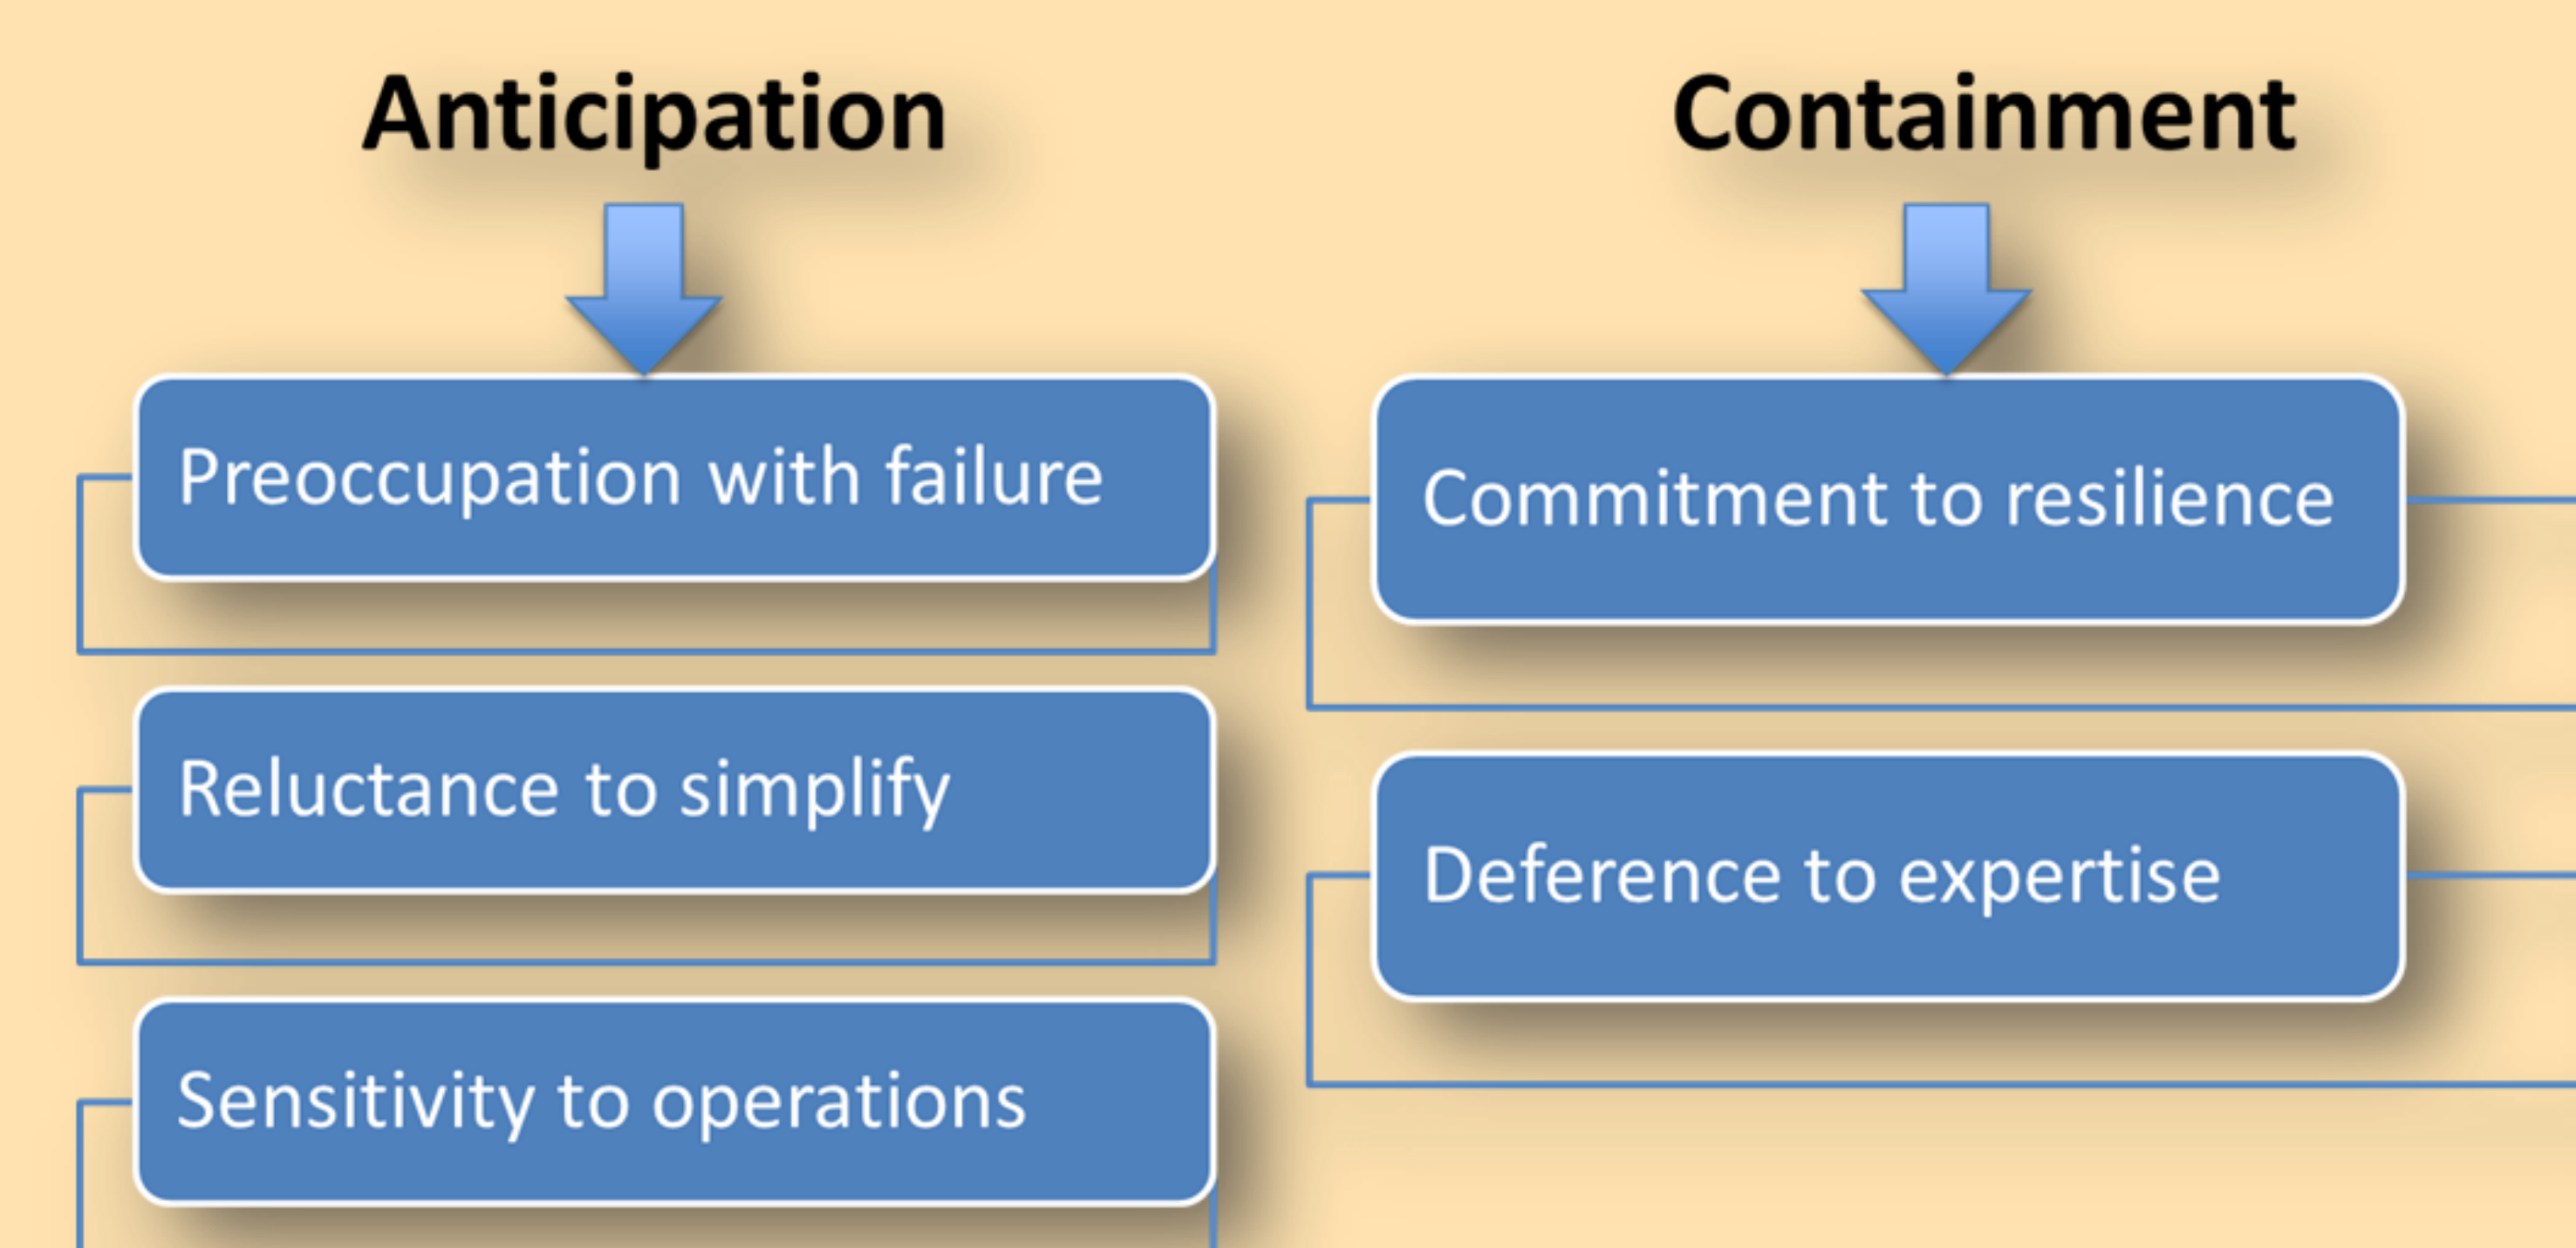 Anticipation
Preoccupation with failure
Reluctance to simplify
Sensitivity to operations
Containment
Commitment to resilience
Deference to expertise